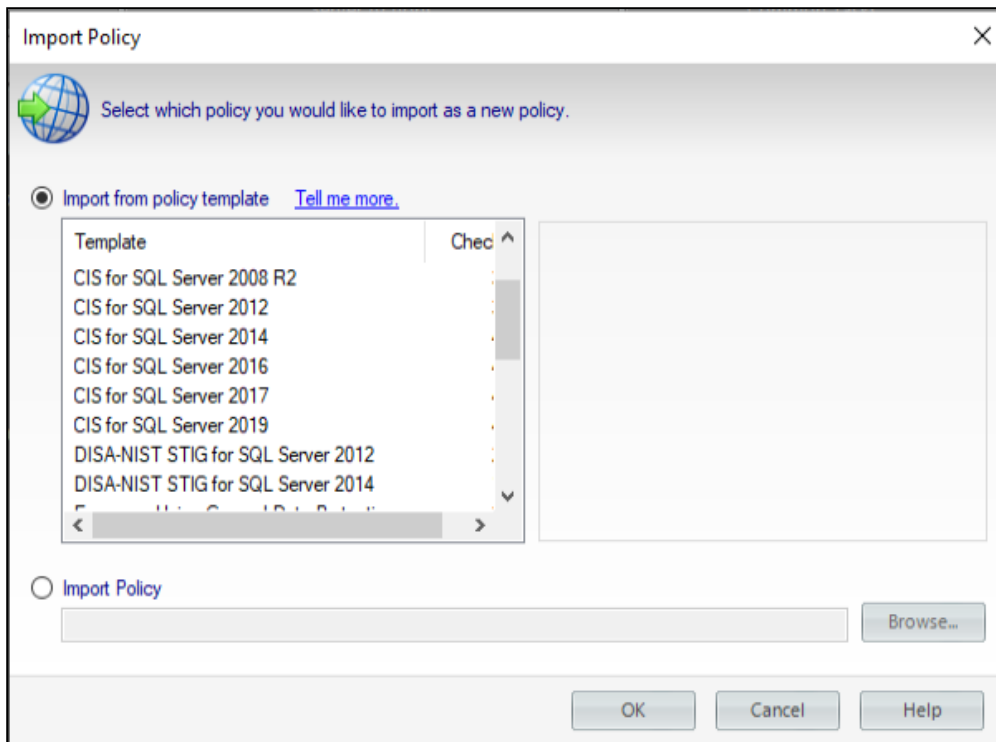 Import Policy
Select which policy you would like to import as a new policy.
Import from policy template Tell me more.
Template Chec
CIS for SQL Server 2008 R2
CIS for SQL Server 2012
CIS for SQL Server 2014
CIS for SQL Server 2016
CIS for SQL Server 2017
CIS for SQL Server 2019
DISA-NIST STIG for SQL Server 2012
DISA-NIST STIG for SQL Server 2014
Import Policy
Browse...
OK Cancel Help